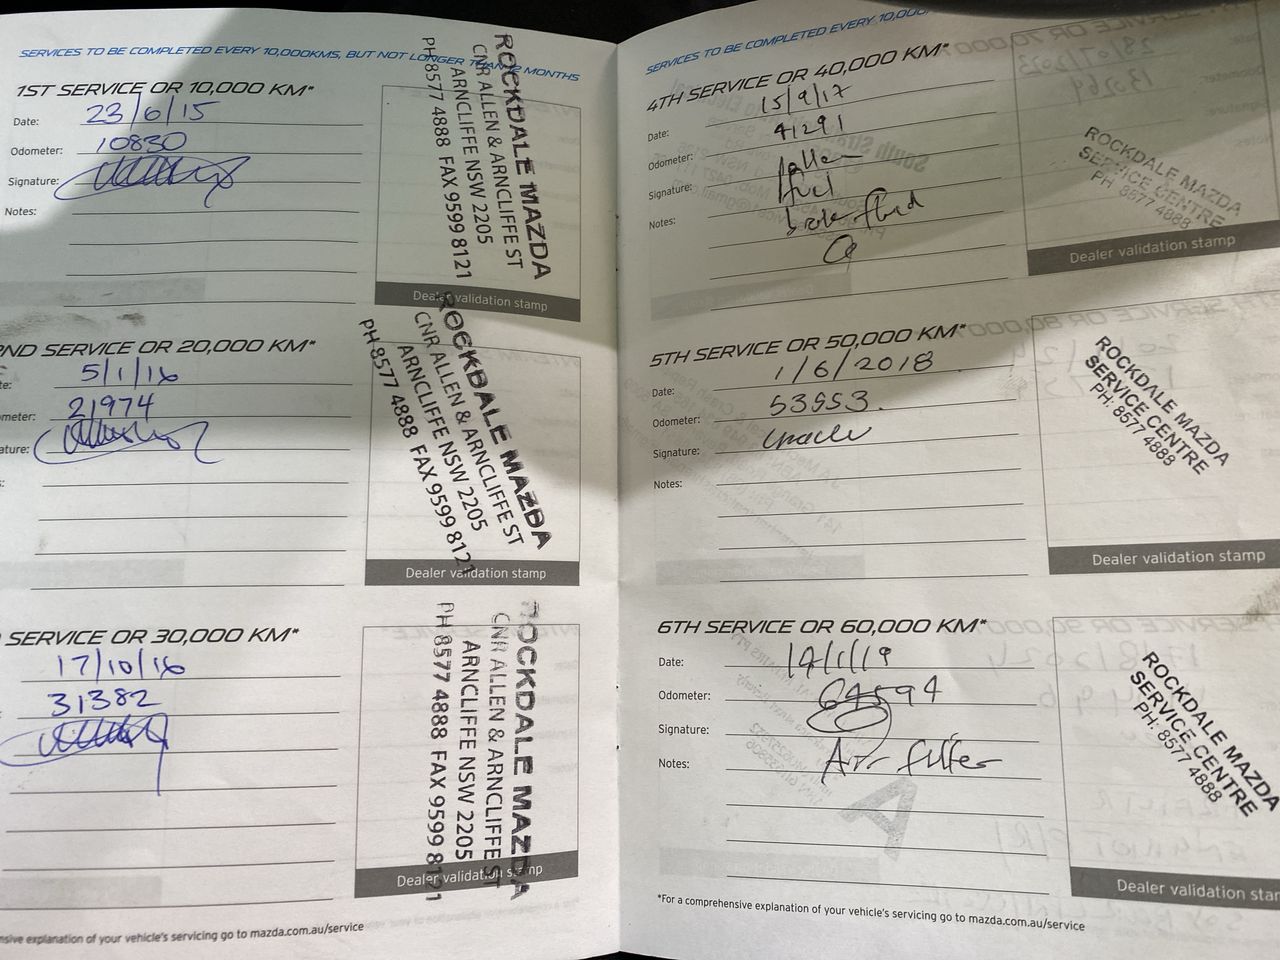 SERVICES TO BE COMPLETED EVERY 10,000KMS, BUT NOT LONGER THAN 12 MONTHS
1ST SERVICE OR 10,000 KM*
Date: 23/6/15
Odometer: 10830
Signature:
Notes:
ROCKDALE MAZDA
CNR ALLEN & ARNCLIFFE ST
ARNCLIFFE NSW 2205
PH 8577 4888 FAX 9599 8121
Dealer validation stamp
2ND SERVICE OR 20,000 KM*
te: 5/1/16
ometer: 21974
ature:
s:
ROCKDALE MAZDA
CNR ALLEN & ARNCLIFFE ST
ARNCLIFFE NSW 2205
PH 8577 4888 FAX 9599 8121
Dealer validation stamp
SERVICE OR 30,000 KM*
17/10/16
31382
ROCKDALE MAZDA
CNR ALLEN & ARNCLIFFE ST
ARNCLIFFE NSW 2205
PH 8577 4888 FAX 9599 8121
Dealer validation stamp
nsive explanation of your vehicle's servicing go to mazda.com.au/service
SERVICES TO BE COMPLETED EVERY 10,000
4TH SERVICE OR 40,000 KM*
Date: 15/9/17
Odometer: 41291
Signature:
fuel
Notes: brake fluid
ROCKDALE MAZDA
SERVICE CENTRE
PH 8577 4888
Dealer validation stamp
5TH SERVICE OR 50,000 KM*
Date: 1/6/2018
Odometer: 53953.
Signature:
Notes:
ROCKDALE MAZDA
SERVICE CENTRE
PH: 8577 4888
Dealer validation stamp
6TH SERVICE OR 60,000 KM*
Date:
Odometer: 64594
Signature:
Notes: Air filter
ROCKDALE MAZDA
SERVICE CENTRE
PH: 8577 4888
Dealer validation star
*For a comprehensive explanation of your vehicle's servicing go to mazda.com.au/service